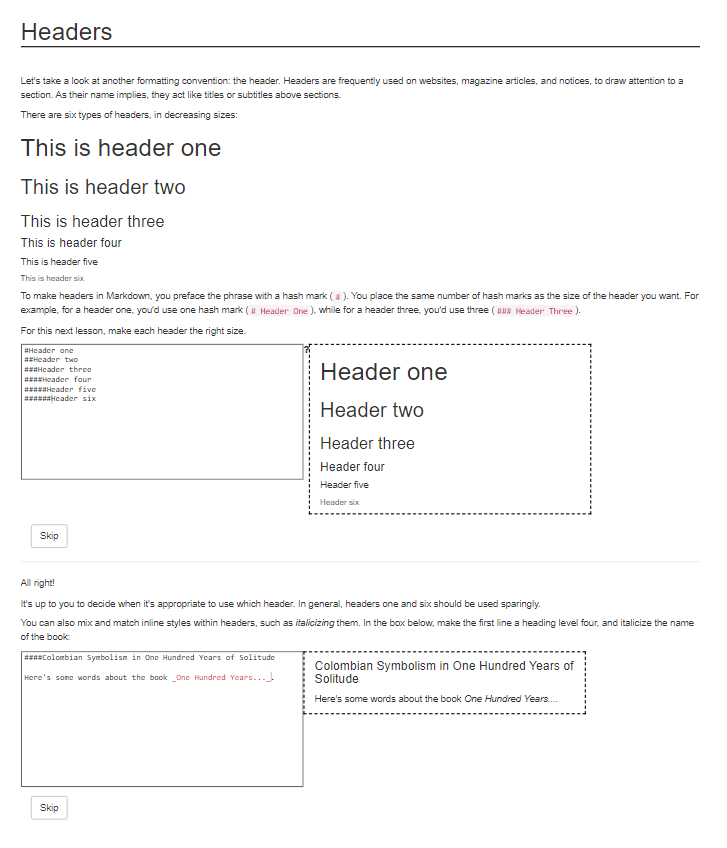 Headers
Let's take a look at another formatting convention: the header. Headers are frequently used on websites, magazine articles, and notices, to draw attention to a
section. As their name implies, they act like titles or subtitles above sections.
There are six types of headers, in decreasing sizes:
This is header one
This is header two
This is header three
This is header four
This is header five
This is header six
To make headers in Markdown, you preface the phrase with a hash mark ( # ). You place the same number of hash marks as the size of the header you want. For
example, for a header one, you'd use one hash mark ( # Header One ), while for a header three, you'd use three ( ### Header Three ).
For this next lesson, make each header the right size.
#Header one
##Header two
###Header three
####Header four
#####Header five
######Header six
?
Header one
Header two
Header three
Header four
Header five
Header six
Skip
All right!
It's up to you to decide when it's appropriate to use which header. In general, headers one and six should be used sparingly.
You can also mix and match inline styles within headers, such as italicizing them. In the box below, make the first line a heading level four, and italicize the name
of the book:
####Colombian Symbolism in One Hundred Years of Solitude
Here's some words about the book _One Hundred Years..._.
Colombian Symbolism in One Hundred Years of
Solitude
Here's some words about the book One Hundred Years....
Skip